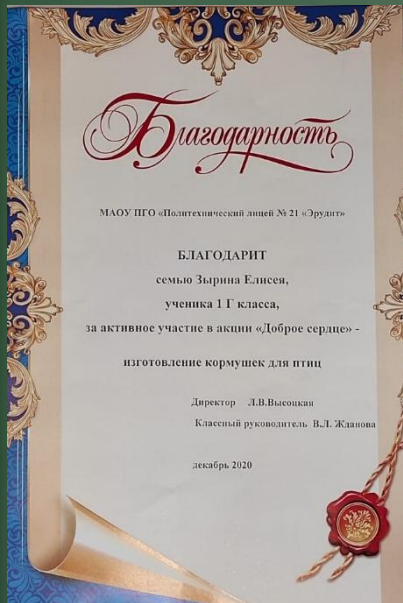 Благодарность
МАОУ ПГО «Политехнический лицей № 21 «Эрудит»
БЛАГОДАРИТ
семью Зырина Елисея,
ученика 1 Г класса,
за активное участие в акции «Доброе сердце» -
изготовление кормушек для птиц
Директор Л.В.Высоцкая
Классный руководитель В.Л. Жданова
декабрь 2020